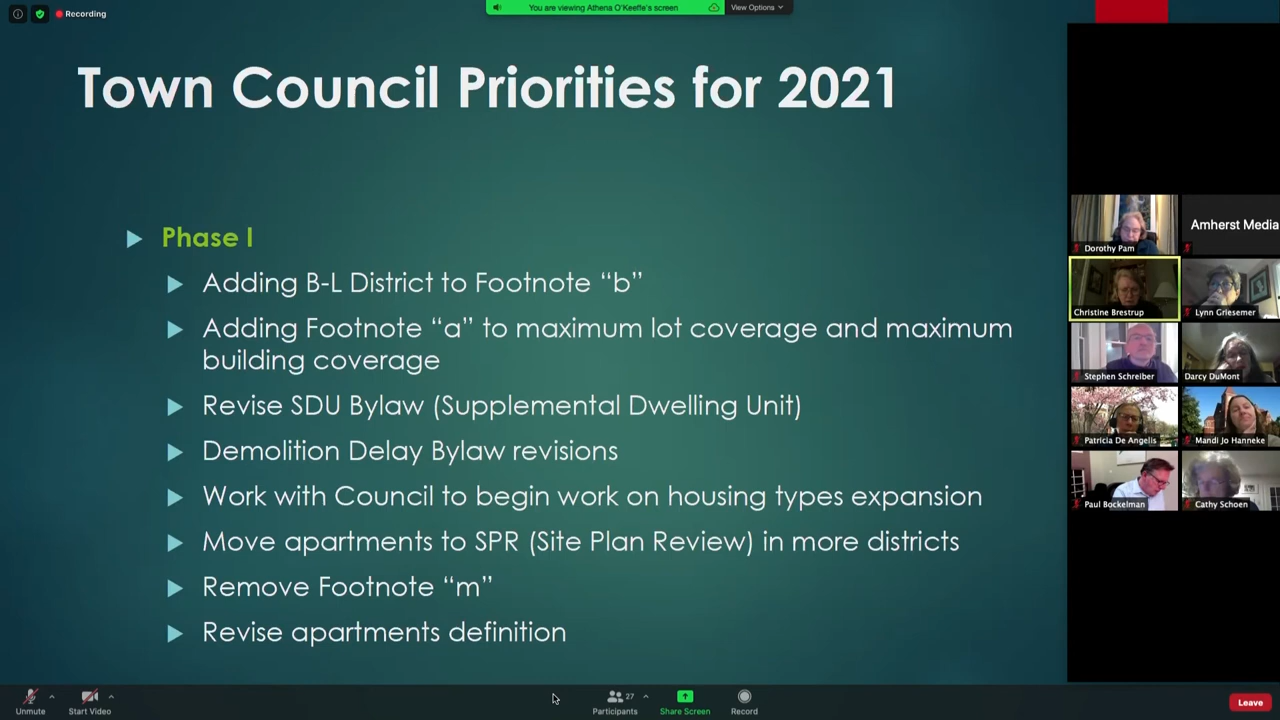 Recording
You are viewing Athena O'Keeffe's screen
View Options
Town Council Priorities for 2021
Phase I
Adding B-L District to Footnote “b”
Adding Footnote “a” to maximum lot coverage and maximum
building coverage
Revise SDU Bylaw (Supplemental Dwelling Unit)
Demolition Delay Bylaw revisions
Work with Council to begin work on housing types expansion
Move apartments to SPR (Site Plan Review) in more districts
Remove Footnote “m”
Revise apartments definition
Dorothy Pam
Amherst Media
Christine Brestrup
Lynn Griesemer
Stephen Schreiber
Darcy DuMont
Patricia De Angelis
Mandi Jo Hanneke
Paul Bockelman
Cathy Schoen
Unmute
Start Video
27
Participants
Share Screen
Record
Leave